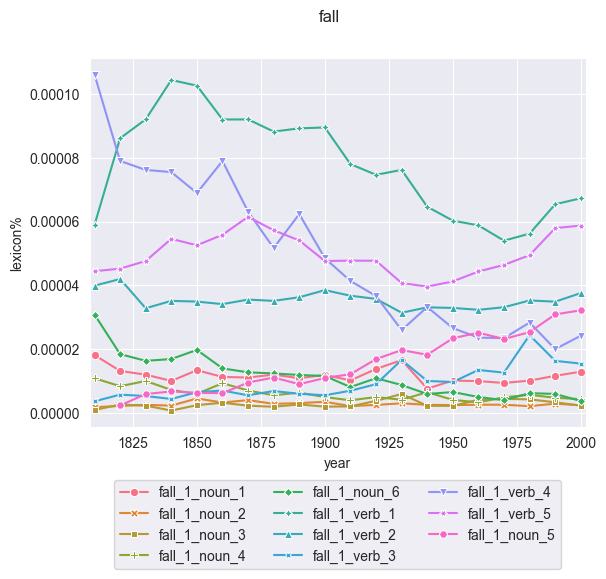 fall
0.00010
0.00008
0.00006
0.00004
0.00002
0.00000
lexicon%
1825 1850 1875 1900 1925 1950 1975 2000
year
fall_1_noun_1 fall_1_noun_6 fall_1_verb_4
fall_1_noun_2 fall_1_verb_1 fall_1_verb_5
fall_1_noun_3 fall_1_verb_2 fall_1_noun_5
fall_1_noun_4 fall_1_verb_3